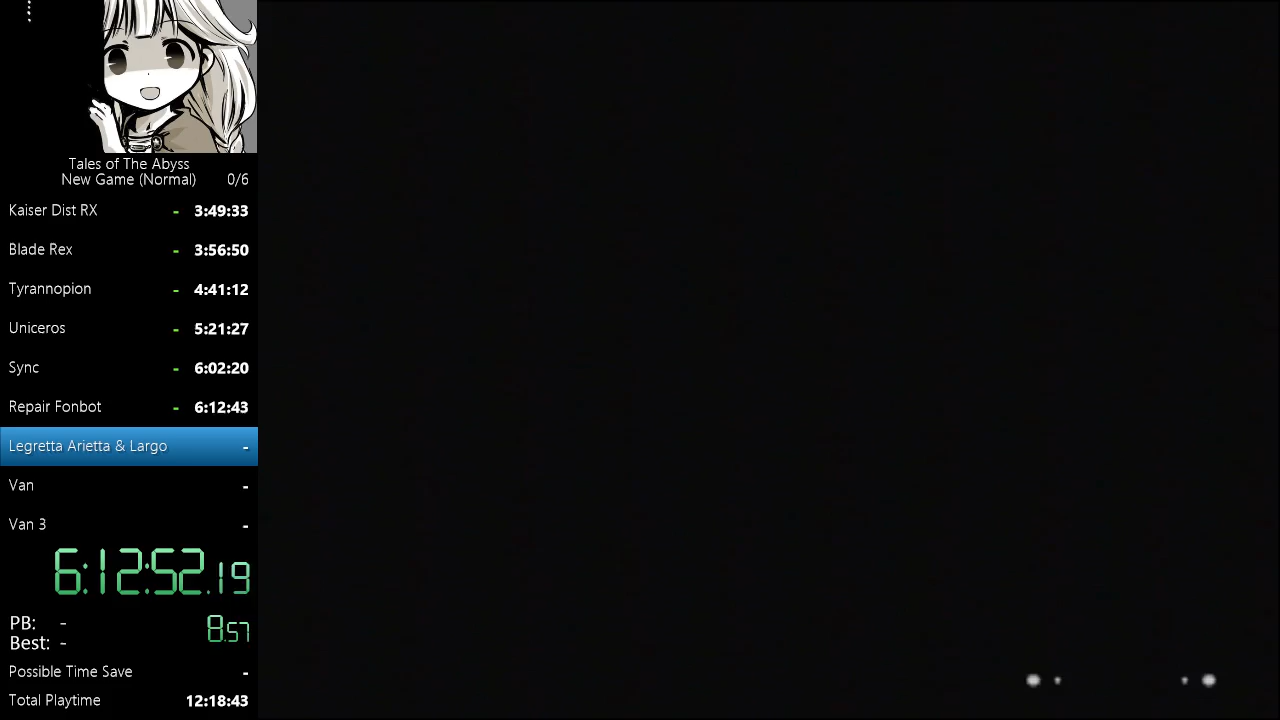 Tales of The Abyss
New Game (Normal) 0/6
Kaiser Dist RX - 3:49:33
Blade Rex - 3:56:50
Tyrannopion - 4:41:12
Uniceros - 5:21:27
Sync - 6:02:20
Repair Fonbot - 6:12:43
Legretta Arietta & Largo -
Van -
Van 3 -
6:12:52.19
PB: - 8.57
Best: -
Possible Time Save -
Total Playtime 12:18:43